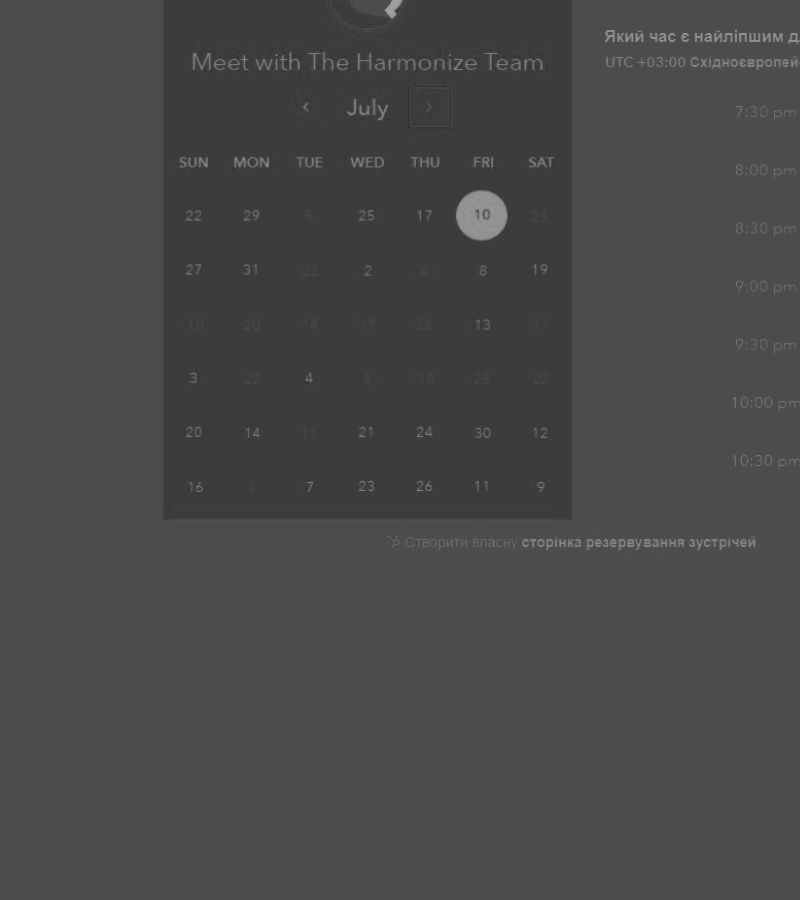 Meet with The Harmonize Team
July
SUN MON TUE WED THU FRI SAT
22 29 5 25 17 10 26
27 31 22 2 4 8 19
10 20 14 17 25 13 17
3 22 4 4 10 25 22
20 14 11 21 24 30 12
16 1 7 23 26 11 9
Який час є найліпшим
UTC +03:00
7:30 pm
8:00 pm
8:30 pm
9:00 pm
9:30 pm
10:00 pm
10:30 pm
Створити власну сторінка резервування зустрічей